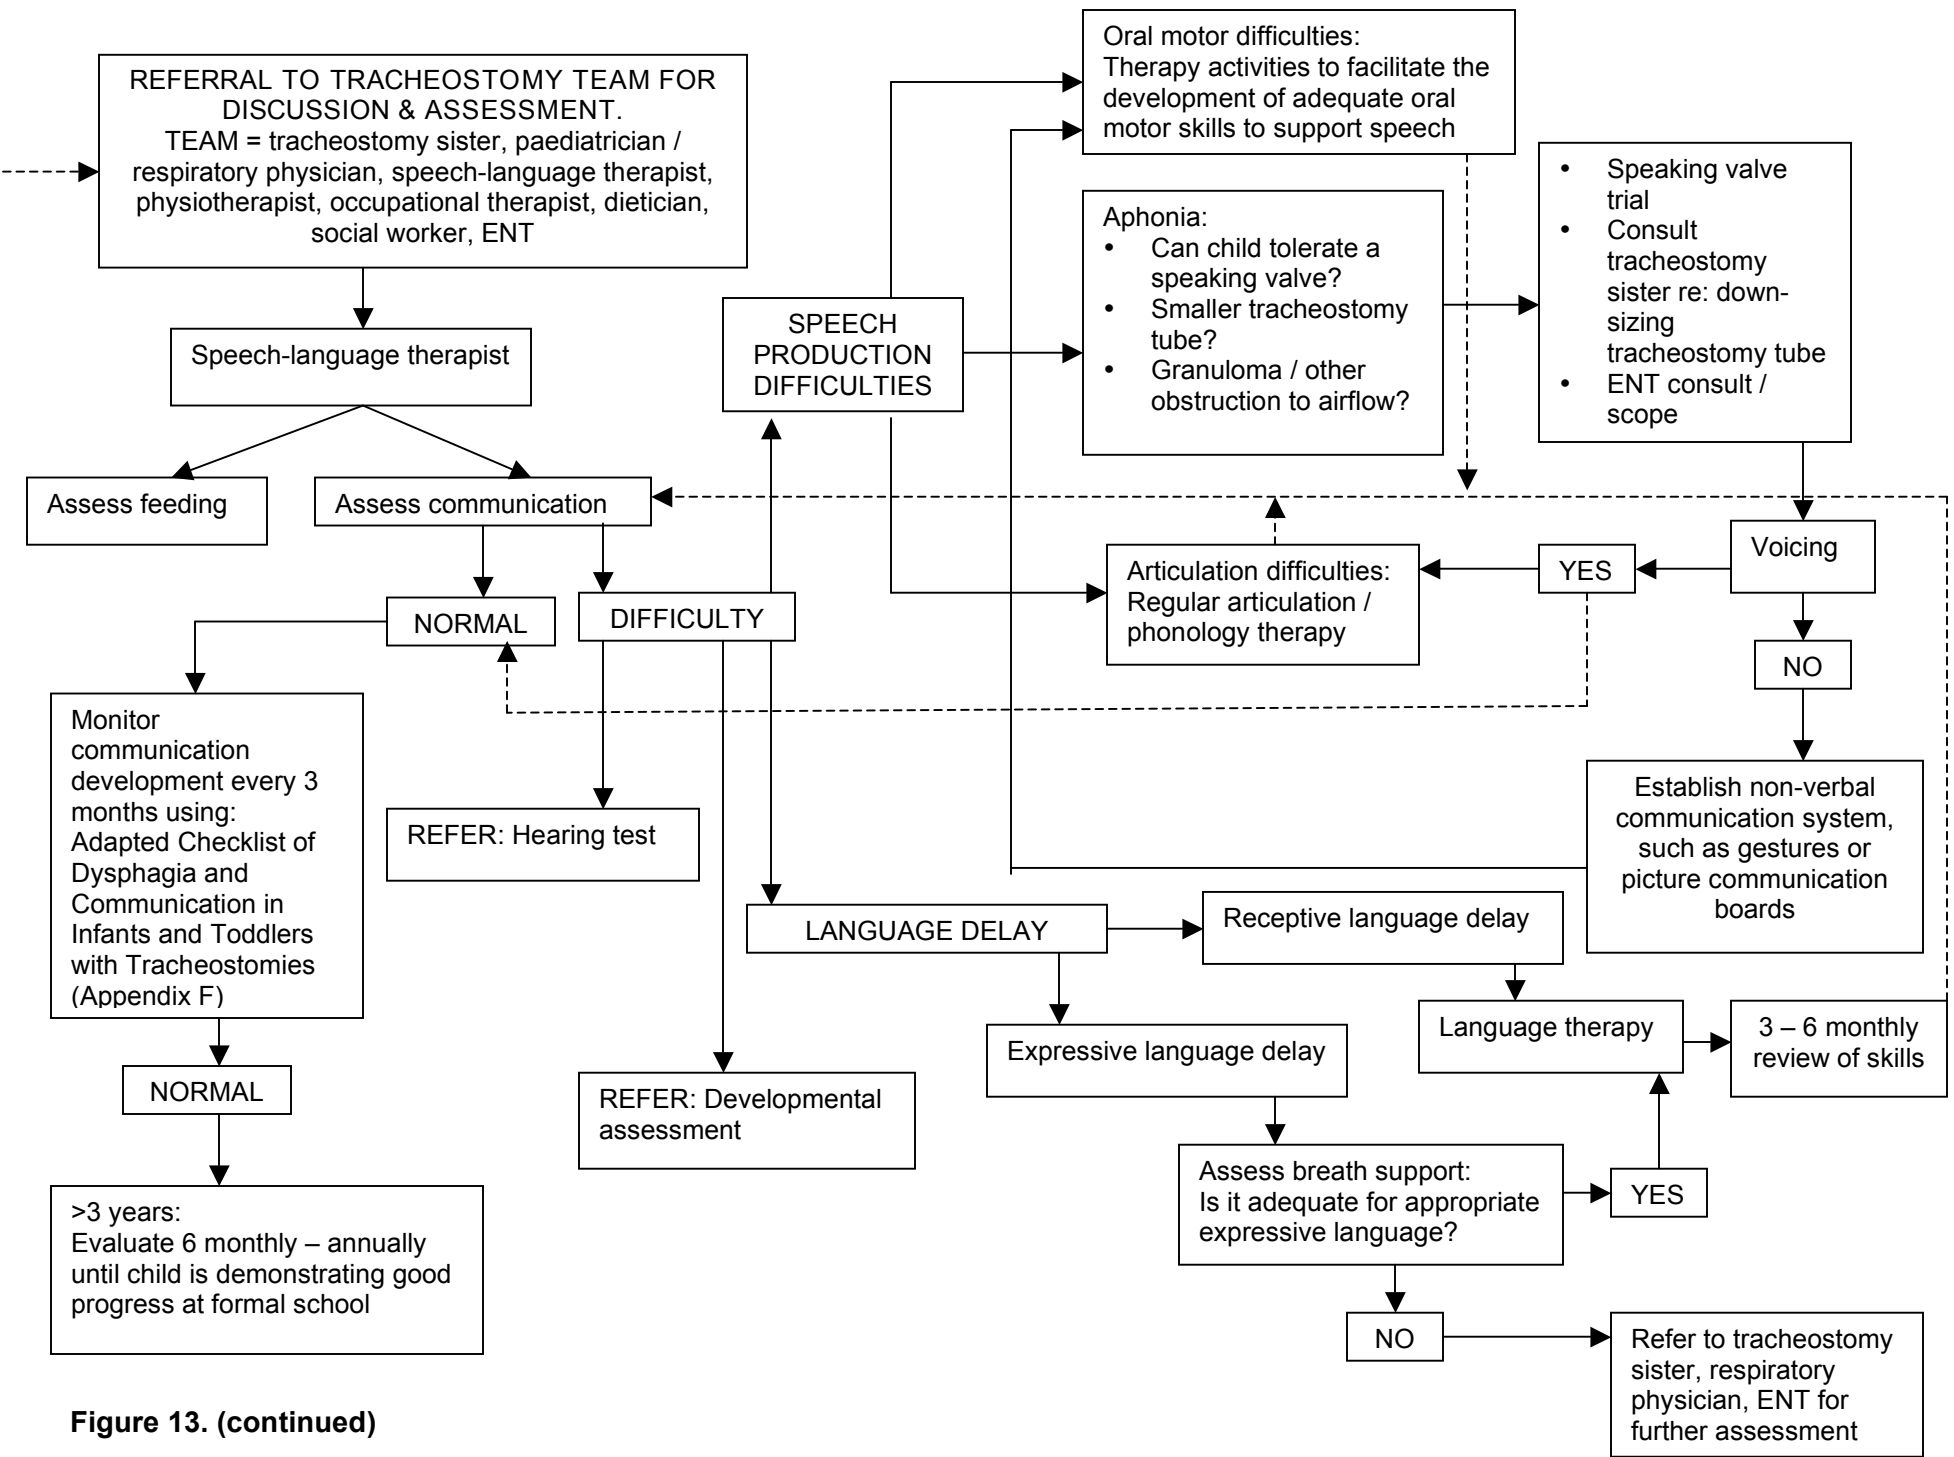 REFERRAL TO TRACHEOSTOMY TEAM FOR
DISCUSSION & ASSESSMENT.
TEAM = tracheostomy sister, paediatrician /
respiratory physician, speech-language therapist,
physiotherapist, occupational therapist, dietician,
social worker, ENT
Speech-language therapist
Assess feeding
Assess communication
NORMAL
DIFFICULTY
Monitor
communication
development every 3
months using:
Adapted Checklist of
Dysphagia and
Communication in
Infants and Toddlers
with Tracheostomies
(Appendix F)
NORMAL
>3 years:
Evaluate 6 monthly – annually
until child is demonstrating good
progress at formal school
REFER: Hearing test
REFER: Developmental
assessment
SPEECH
PRODUCTION
DIFFICULTIES
Oral motor difficulties:
Therapy activities to facilitate the
development of adequate oral
motor skills to support speech
Aphonia:
• Can child tolerate a
speaking valve?
• Smaller tracheostomy
tube?
• Granuloma / other
obstruction to airflow?
• Speaking valve
trial
• Consult
tracheostomy
sister re: down-
sizing
tracheostomy tube
• ENT consult /
scope
Articulation difficulties:
Regular articulation /
phonology therapy
YES
Voicing
NO
Establish non-verbal
communication system,
such as gestures or
picture communication
boards
LANGUAGE DELAY
Receptive language delay
Expressive language delay
Language therapy
3 – 6 monthly
review of skills
Assess breath support:
Is it adequate for appropriate
expressive language?
YES
NO
Refer to tracheostomy
sister, respiratory
physician, ENT for
further assessment
Figure 13. (continued)